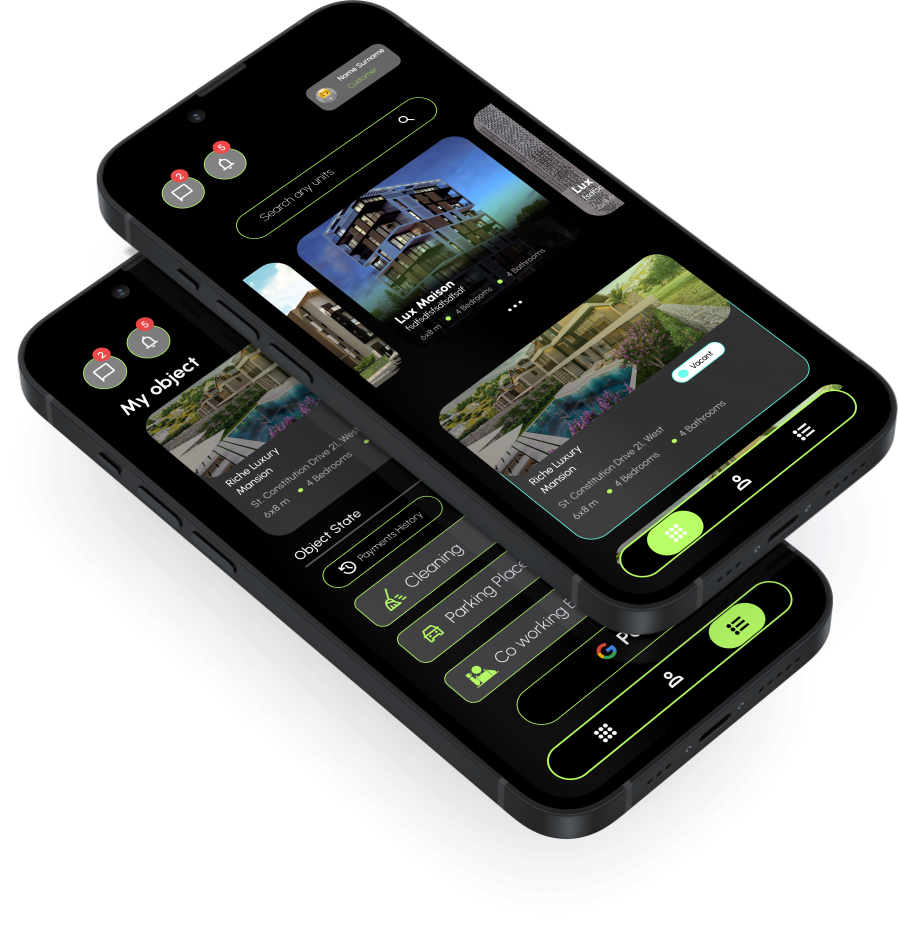 Name Surname
Customer
2
5
Search any units
Lux Maison
fsdfsdfsfsdfsdfsdf
6x8 m • 4 Bedrooms • 4 Bathrooms
Lux
Vacant
Riche Luxury
Mansion
St. Constitution Drive 21, West
6x8 m • 4 Bedrooms • 4 Bathrooms
2
5
My object
Riche Luxury
Mansion
St. Constitution Drive 21, West
6x8 m • 4 Bedrooms •
Object State
Payments History
Cleaning
Parking Place
Co working